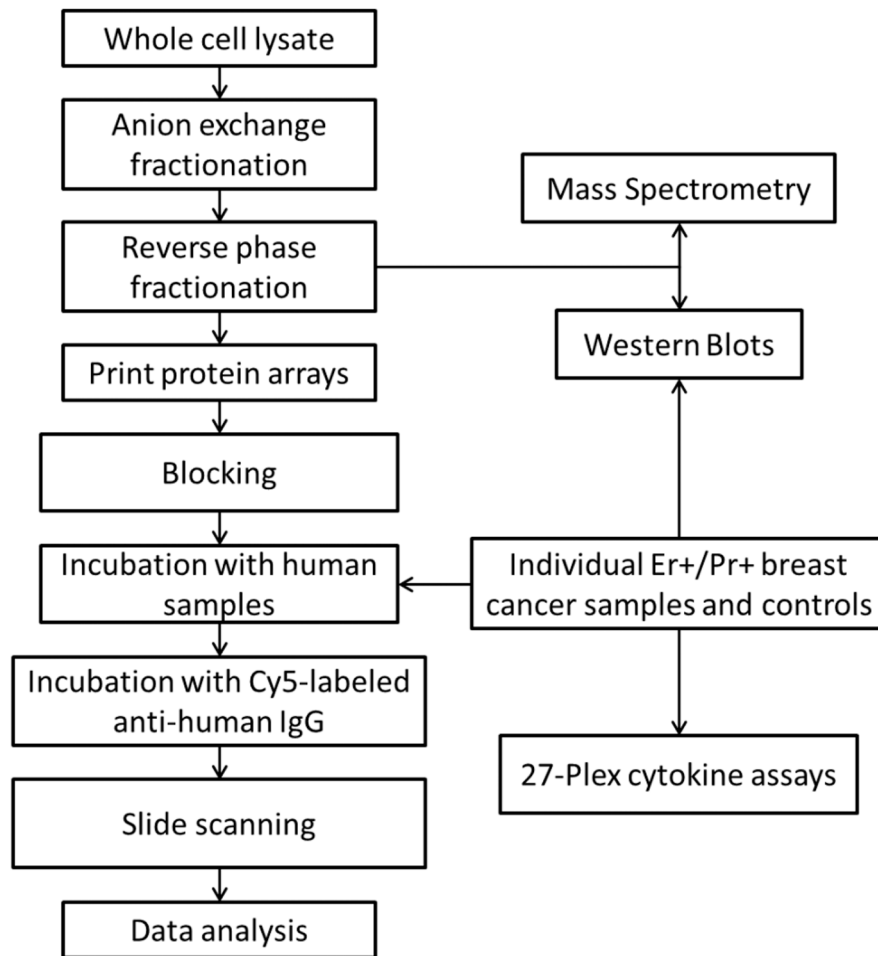 Whole cell lysate
Anion exchange
fractionation
Reverse phase
fractionation
Print protein arrays
Blocking
Incubation with human
samples
Incubation with Cy5-labeled
anti-human IgG
Slide scanning
Data analysis
Mass Spectrometry
Western Blots
Individual Er+/Pr+ breast
cancer samples and controls
27-Plex cytokine assays